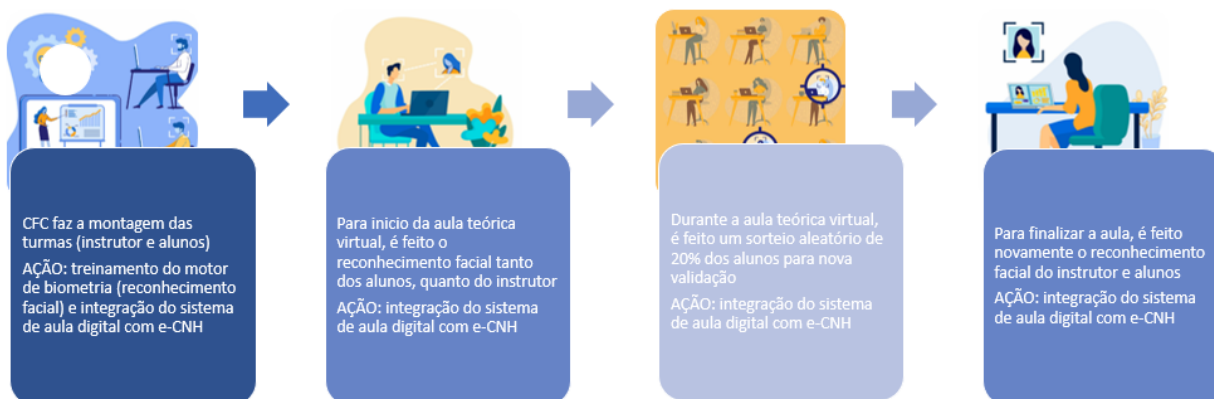 CFC faz a montagem das
turmas (instrutor e alunos)
AÇÃO: treinamento do motor
de biometria (reconhecimento
facial) e integração do sistema
de aula digital com e-CNH
Para inicio da aula teórica
virtual, é feito o
reconhecimento facial tanto
dos alunos, quanto do instrutor
AÇÃO: integração do sistema
de aula digital com e-CNH
Durante a aula teórica virtual,
é feito um sorteio aleatório de
20% dos alunos para nova
validação
AÇÃO: integração do sistema
de aula digital com e-CNH
Para finalizar a aula, é feito
novamente o reconhecimento
facial do instrutor e alunos
AÇÃO: integração do sistema
de aula digital com e-CNH